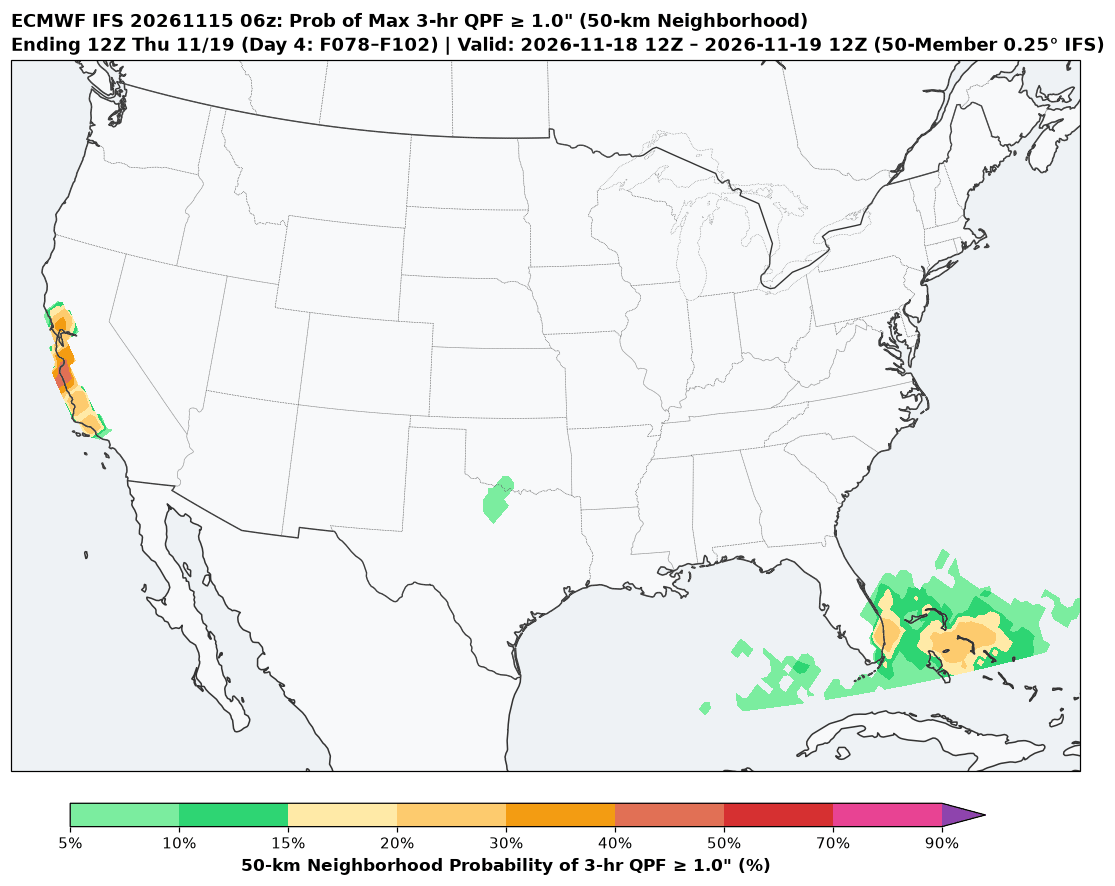 ECMWF IFS 20261115 06z: Prob of Max 3-hr QPF ≥ 1.0" (50-km Neighborhood)
Ending 12Z Thu 11/19 (Day 4: F078–F102) | Valid: 2026-11-18 12Z – 2026-11-19 12Z (50-Member 0.25° IFS)
5% 10% 15% 20% 30% 40% 50% 70% 90%
50-km Neighborhood Probability of 3-hr QPF ≥ 1.0" (%)